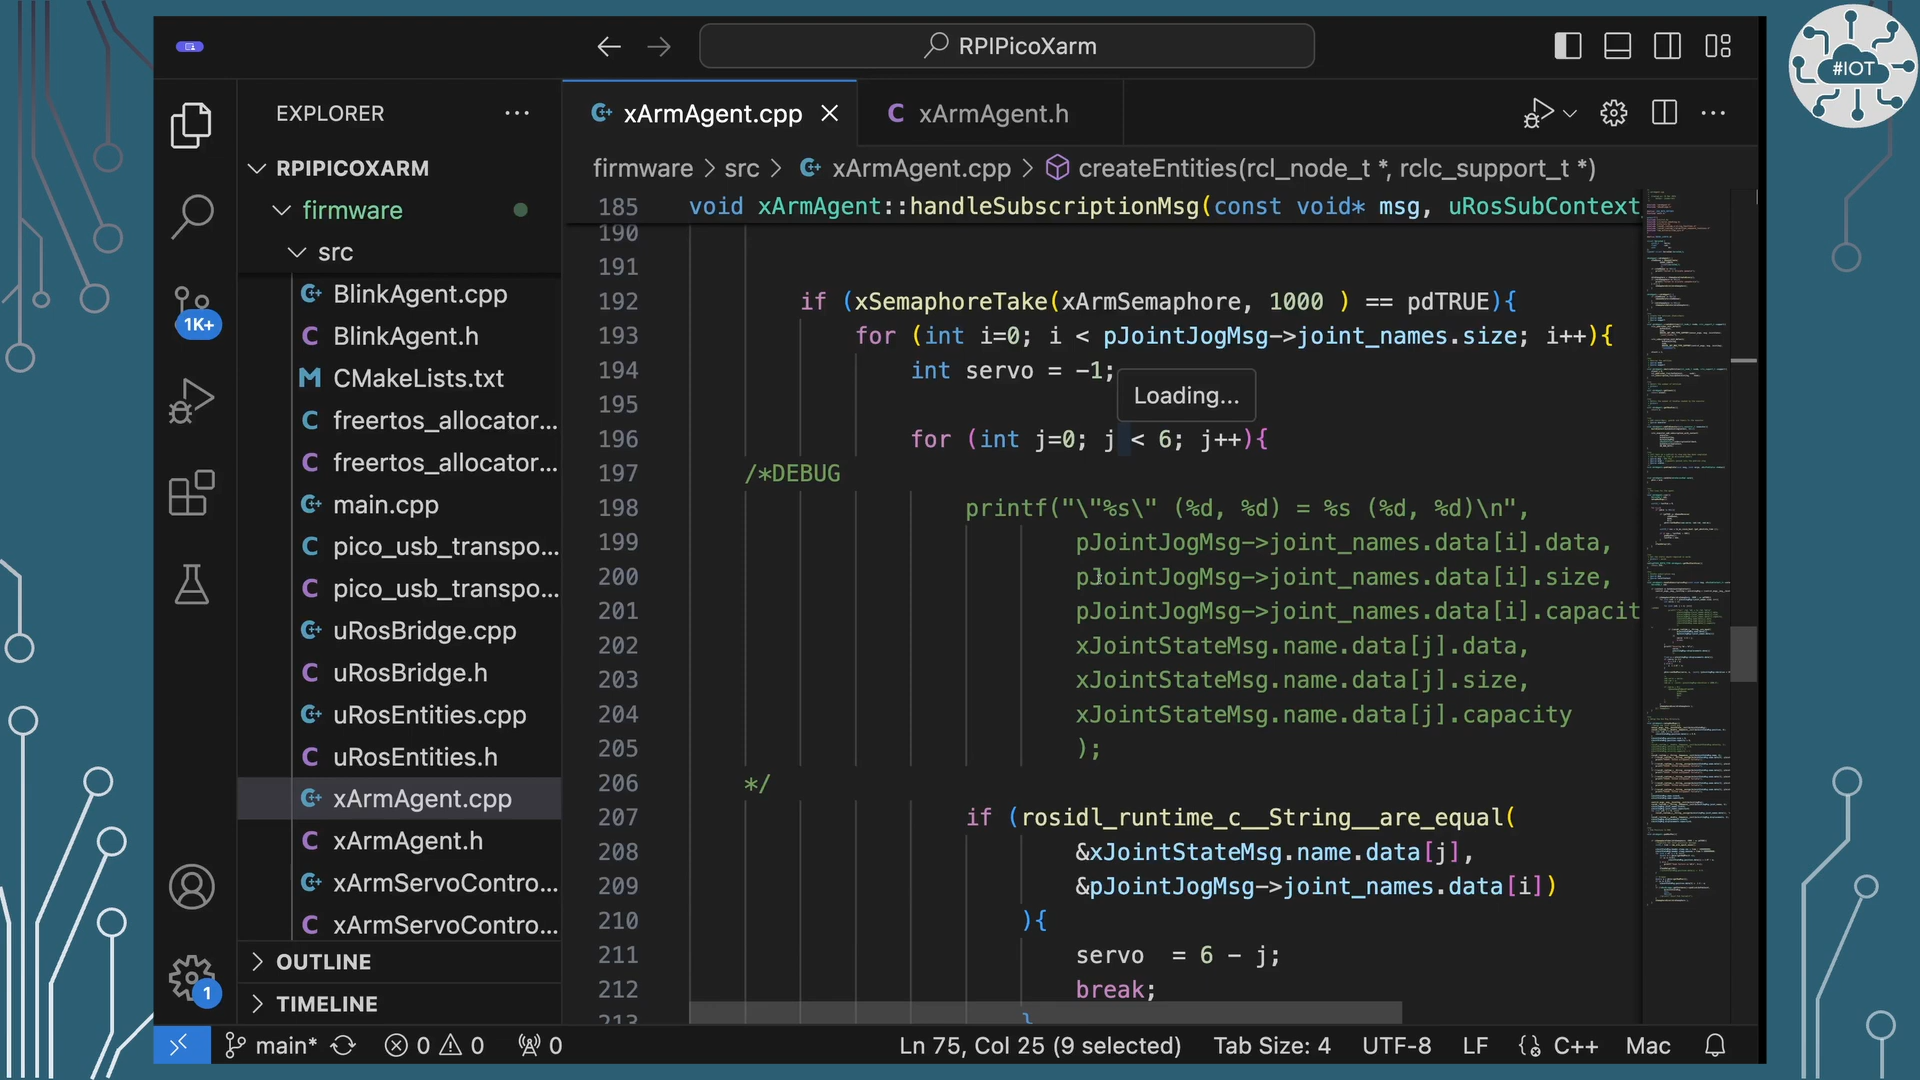 RPIPicoXarm
#IOT
EXPLORER
xArmAgent.cpp
xArmAgent.h
RPIPICOXARM
firmware
src
BlinkAgent.cpp
BlinkAgent.h
CMakeLists.txt
freertos_allocator...
freertos_allocator...
main.cpp
pico_usb_transpo...
pico_usb_transpo...
uRosBridge.cpp
uRosBridge.h
uRosEntities.cpp
uRosEntities.h
xArmAgent.cpp
xArmAgent.h
xArmServoContro...
xArmServoContro...
OUTLINE
TIMELINE
1K+
1
firmware > src > xArmAgent.cpp > createEntities(rcl_node_t *, rclc_support_t *)
185 void xArmAgent::handleSubscriptionMsg(const void* msg, uRosSubContext
190
191
192 if (xSemaphoreTake(xArmSemaphore, 1000 ) == pdTRUE){
193 for (int i=0; i < pJointJogMsg->joint_names.size; i++){
194 int servo = -1;
Loading...
195
196 for (int j=0; j < 6; j++){
197 /*DEBUG
198 printf("\"%s\" (%d, %d) = %s (%d, %d)\n",
199 pJointJogMsg->joint_names.data[i].data,
200 pJointJogMsg->joint_names.data[i].size,
201 pJointJogMsg->joint_names.data[i].capacit
202 xJointStateMsg.name.data[j].data,
203 xJointStateMsg.name.data[j].size,
204 xJointStateMsg.name.data[j].capacity
205 );
206 */
207 if (rosidl_runtime_c__String__are_equal(
208 &xJointStateMsg.name.data[j],
209 &pJointJogMsg->joint_names.data[i])
210 ){
211 servo = 6 - j;
212 break;
213 }
main* 0 0 0 Ln 75, Col 25 (9 selected) Tab Size: 4 UTF-8 LF C++ Mac